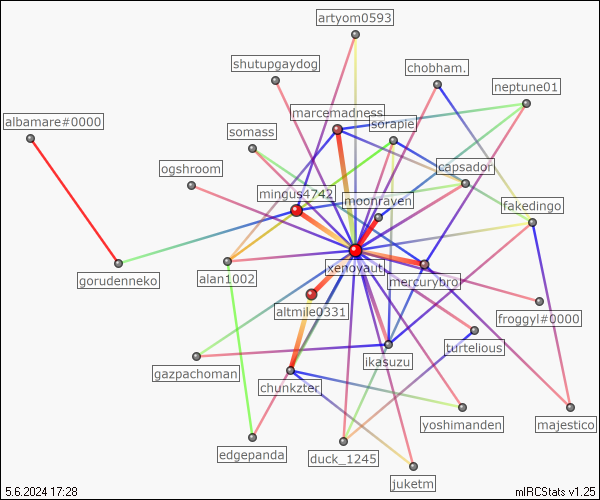 artyom0593
shutupgaydog
chobham.
neptune01
marcemadness
albamare#0000
sorapie
somass
capsador
ogshroom
mingus4742
moonraven
fakedingo
xenoyaut
gorudenneko
alan1002
mercurybror
altmile0331
froggyl#0000
turtelious
gazpachoman
ikasuzu
chunkzter
yoshimanden
majestico
edgepanda
duck_1245
juketm
5.6.2024 17:28
mIRCStats v1.25